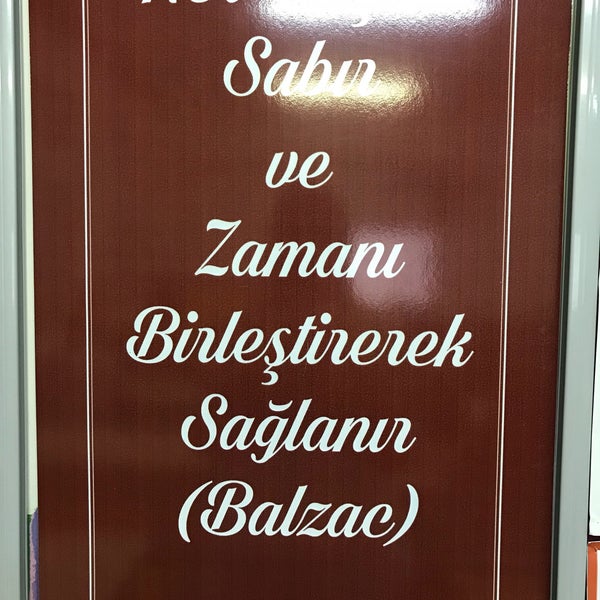 Sabır
ve
Zamanı
Birleştirerek
Sağlanır
(Balzac)